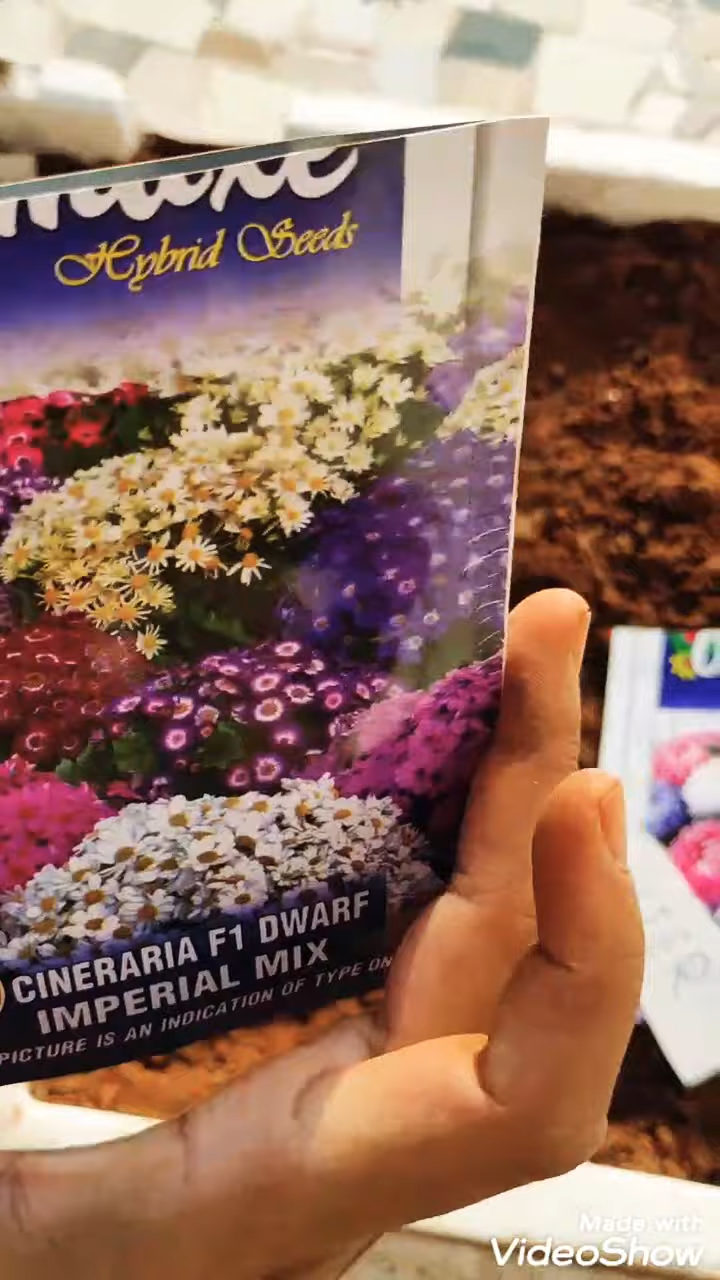 Hybrid Seeds
CINERARIA F1 DWARF
IMPERIAL MIX
PICTURE IS AN INDICATION OF TYPE ON
Made with
VideoShow